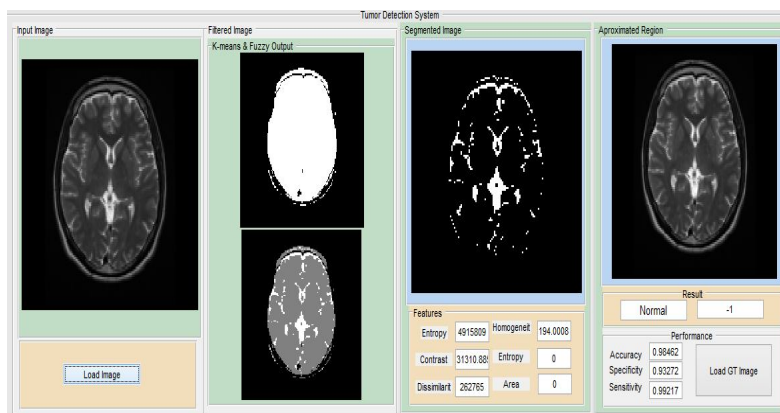 Tumor Detection System
Input Image
Load Image
Filtered Image
K-means & Fuzzy Output
Segmented Image
Features
Entropy 4915809 Homogeneit 194.0008
Contrast 31310.88 Entropy 0
Dissimilarit 262765 Area 0
Aproximated Region
Result
Normal -1
Performance
Accuracy 0.98462
Specificity 0.93272
Sensitivity 0.99217
Load GT Image